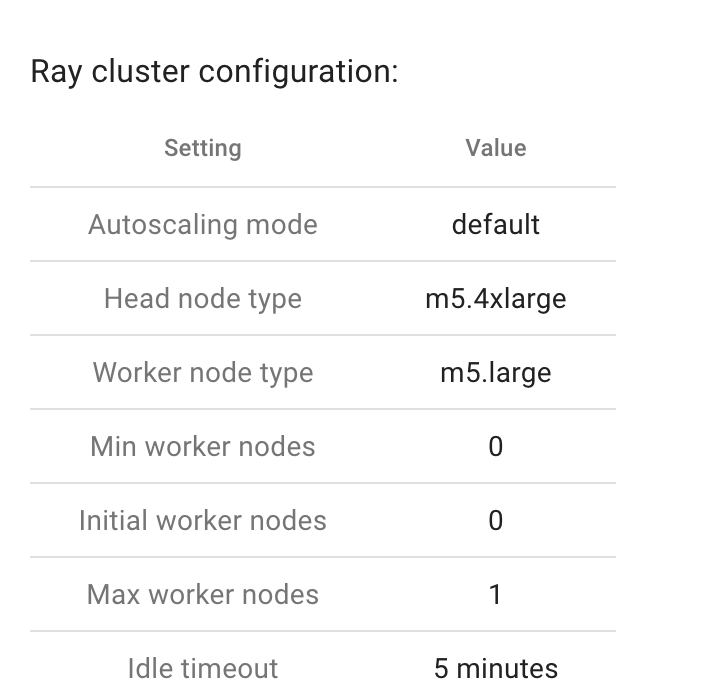 Ray cluster configuration:
Setting Value
Autoscaling mode default
Head node type m5.4xlarge
Worker node type m5.large
Min worker nodes 0
Initial worker nodes 0
Max worker nodes 1
Idle timeout 5 minutes